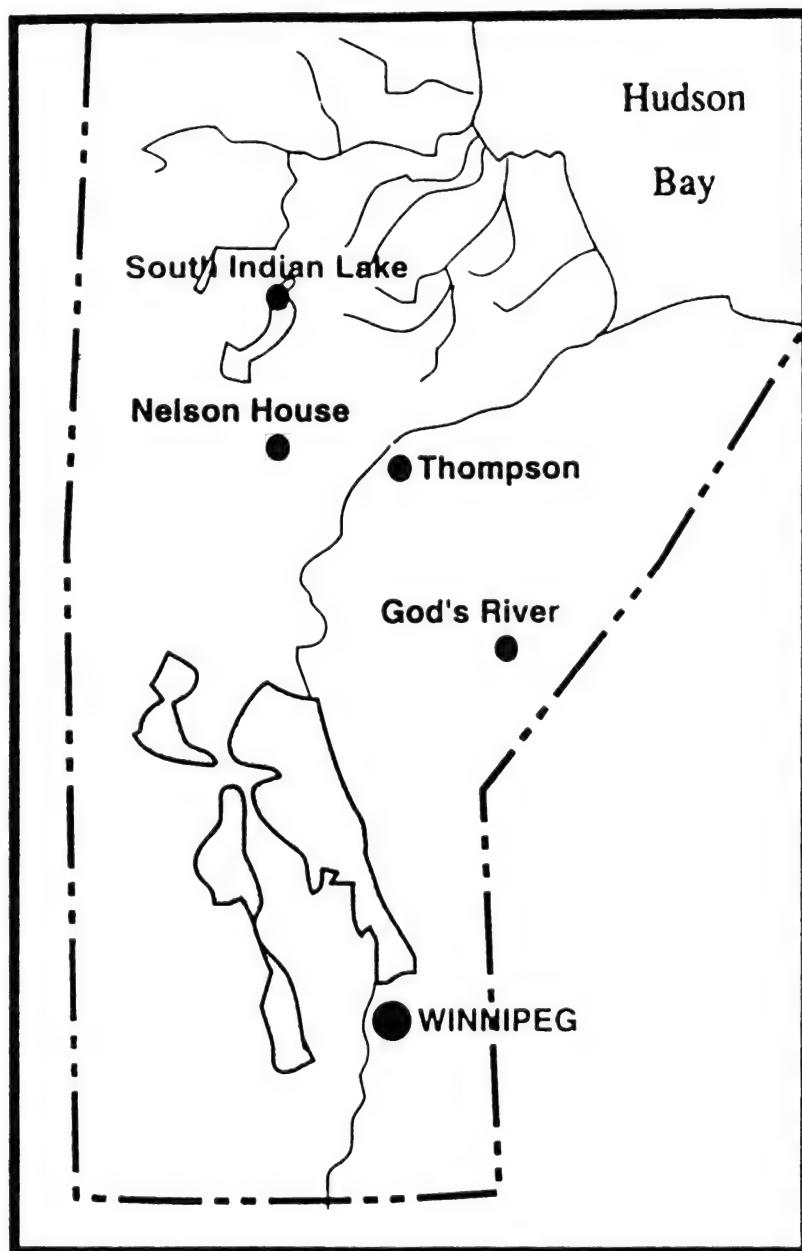 Hudson
Bay
South Indian Lake
Nelson House
Thompson
God's River
WINNIPEG